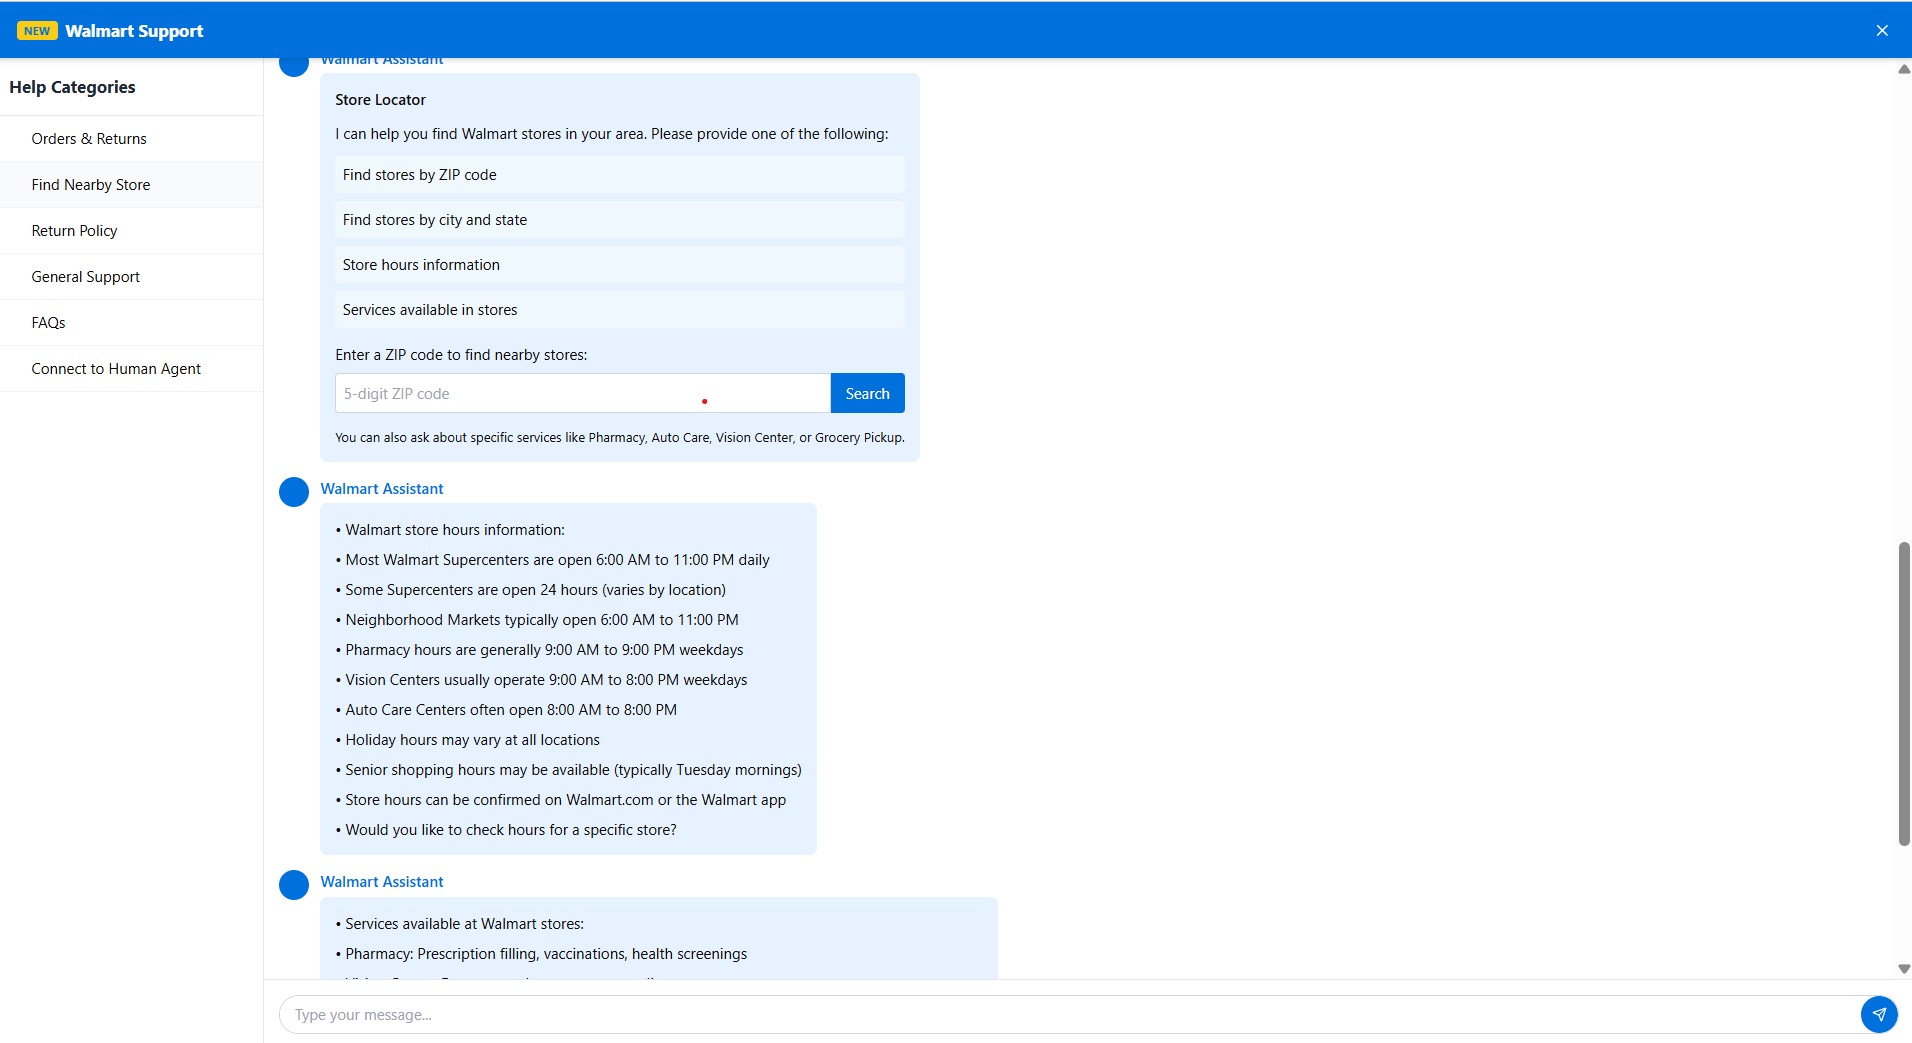 NEW Walmart Support
Help Categories
Orders & Returns
Find Nearby Store
Return Policy
General Support
FAQs
Connect to Human Agent
Walmart Assistant
Store Locator
I can help you find Walmart stores in your area. Please provide one of the following:
Find stores by ZIP code
Find stores by city and state
Store hours information
Services available in stores
Enter a ZIP code to find nearby stores:
5-digit ZIP code Search
You can also ask about specific services like Pharmacy, Auto Care, Vision Center, or Grocery Pickup.
Walmart Assistant
• Walmart store hours information:
• Most Walmart Supercenters are open 6:00 AM to 11:00 PM daily
• Some Supercenters are open 24 hours (varies by location)
• Neighborhood Markets typically open 6:00 AM to 11:00 PM
• Pharmacy hours are generally 9:00 AM to 9:00 PM weekdays
• Vision Centers usually operate 9:00 AM to 8:00 PM weekdays
• Auto Care Centers often open 8:00 AM to 8:00 PM
• Holiday hours may vary at all locations
• Senior shopping hours may be available (typically Tuesday mornings)
• Store hours can be confirmed on Walmart.com or the Walmart app
• Would you like to check hours for a specific store?
Walmart Assistant
• Services available at Walmart stores:
• Pharmacy: Prescription filling, vaccinations, health screenings
Type your message...